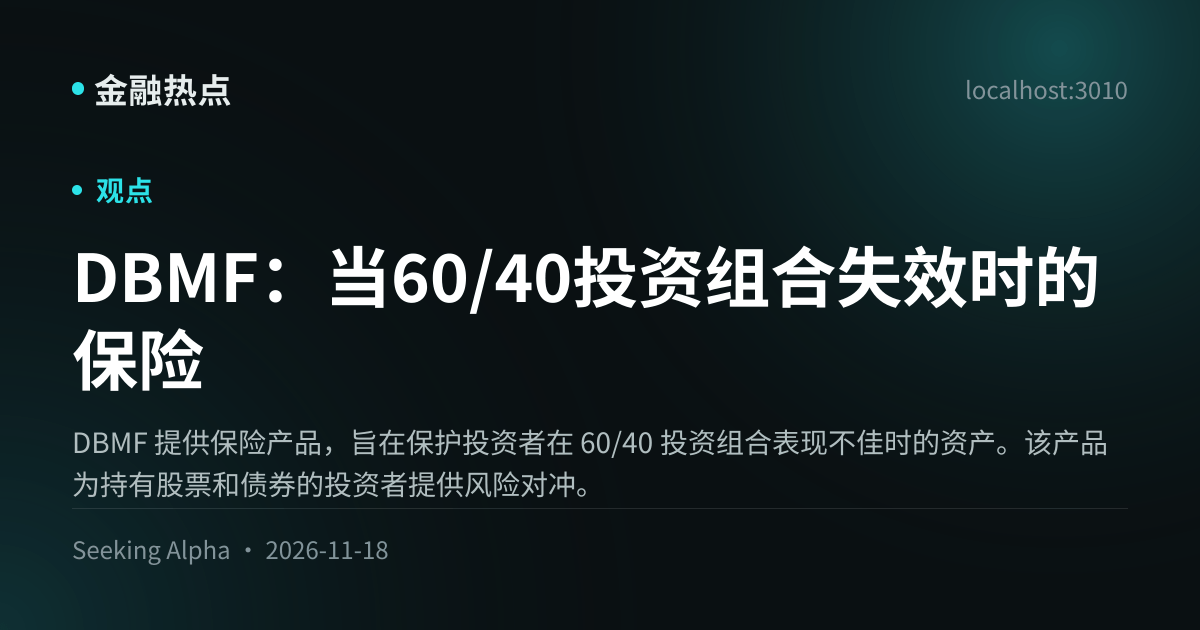 金融热点
localhost:3010
观点
DBMF：当60/40投资组合失效时的
保险
DBMF 提供保险产品，旨在保护投资者在 60/40 投资组合表现不佳时的资产。该产品
为持有股票和债券的投资者提供风险对冲。
Seeking Alpha • 2026-11-18